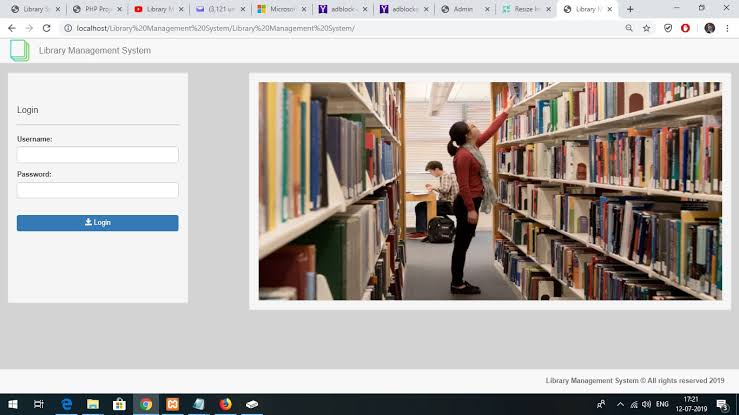 Library S
PHP Proj
Library M
(3,121 un
Microsof
adblock-
adblocke
Admin
Resize Im
Library M
localhost/Library%20Management%20System/Library%20Management%20System/
Library Management System
Login
Username:
Password:
Login
Library Management System © All rights reserved 2019
ENG
17:21
12-07-2019
3